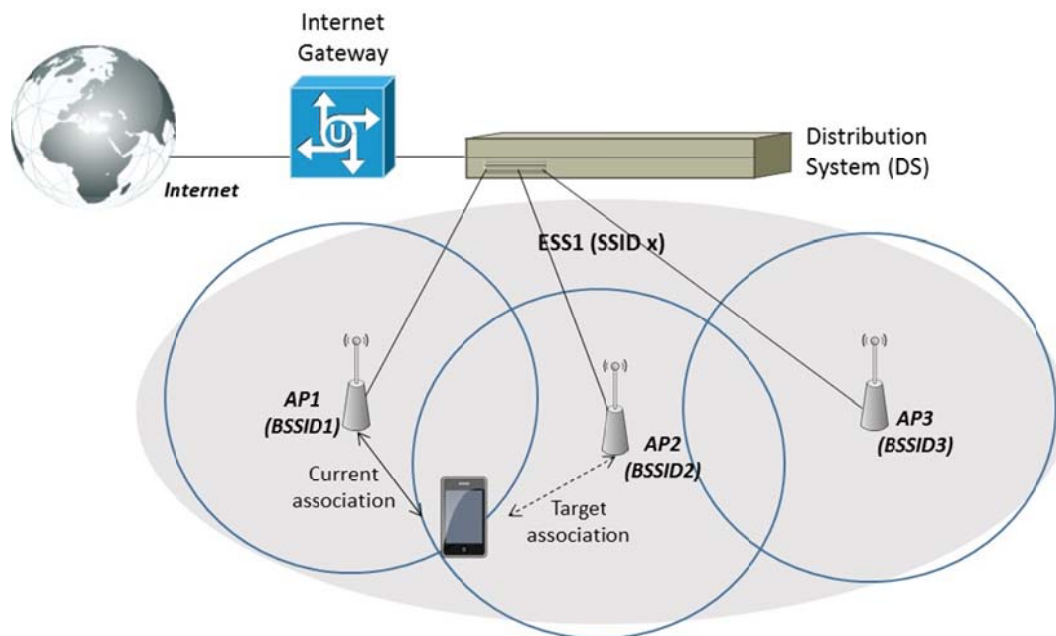 Internet
Gateway
U
Distribution
System (DS)
Internet
ESS1 (SSID x)
AP1
(BSSID1)
AP2
(BSSID2)
AP3
(BSSID3)
Current
association
Target
association